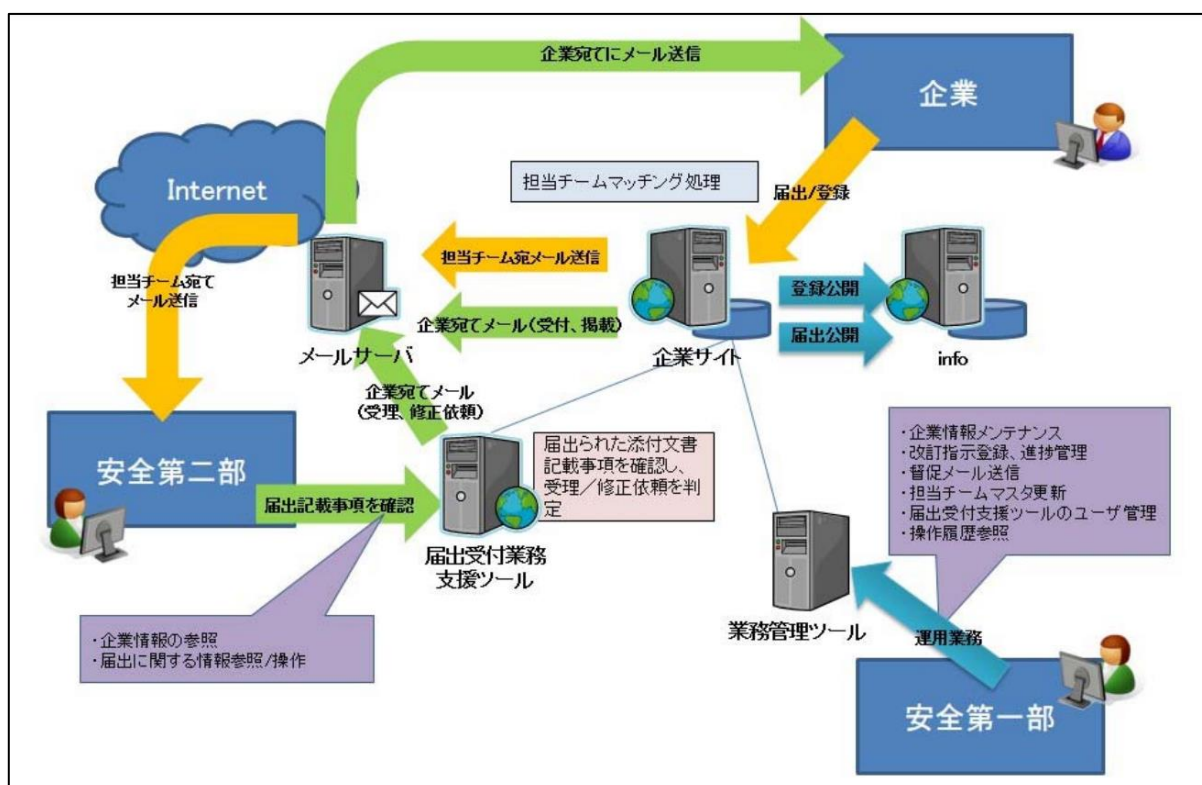 企業宛てにメール送信
企業
Internet
担当チームマッチング処理
届出/登録
担当チーム宛て
メール送信
担当チーム宛メール送信
登録公開
企業宛てメール(受付、掲載)
届出公開
メールサーバ
企業サイト
info
企業宛てメール
(受理、修正依頼)
安全第二部
届出記載事項を確認
届出られた添付文書
記載事項を確認し、
受理／修正依頼を判
定
届出受付業務
支援ツール
・企業情報メンテナンス
・改訂指示登録、進捗管理
・督促メール送信
・担当チームマスタ更新
・届出受付支援ツールのユーザ管理
・操作履歴参照
・企業情報の参照
・届出に関する情報参照/操作
業務管理ツール
運用業務
安全第一部